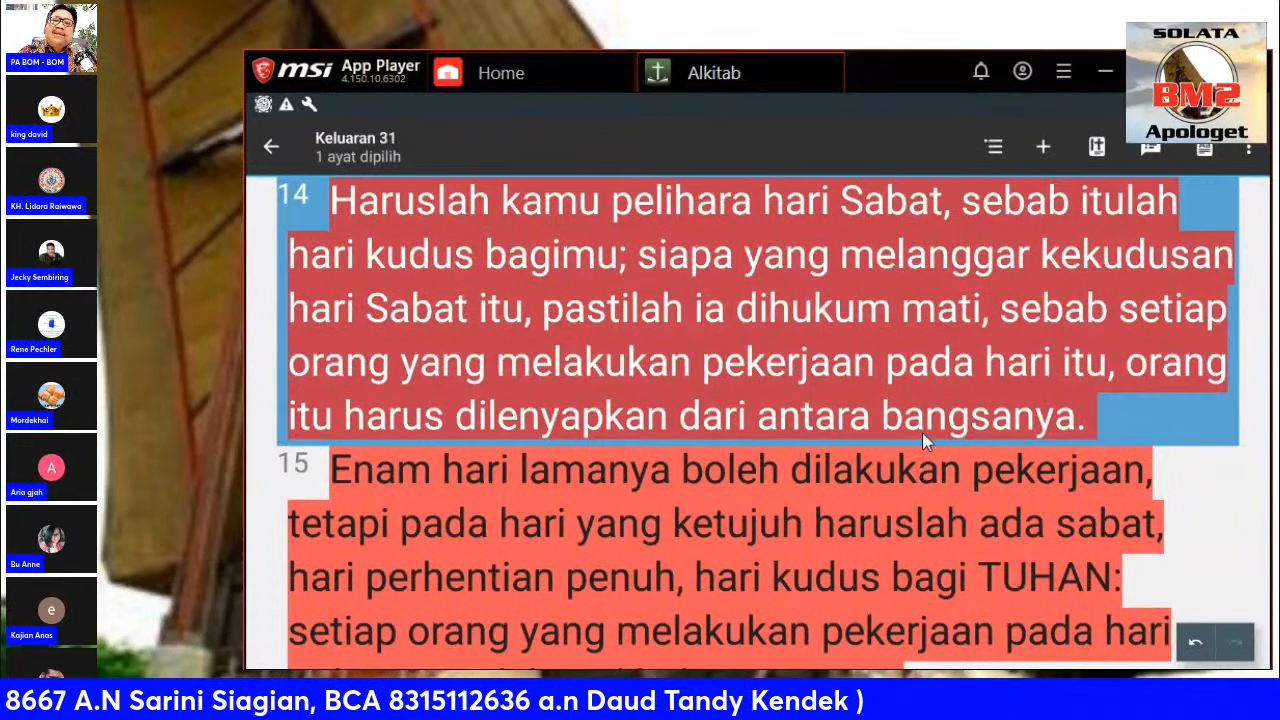 PA BOM - BOM
king david
KH. Lidara Raiwawa
Jecky Sembiring
Rene Pechler
Mordekhai
A
Aria gjah
Bu Anne
e
Kajian Anas
msi App Player
4.150.10.6302
Home
Alkitab
SOLATA
BM2
Apologet
Keluaran 31
1 ayat dipilih
14 Haruslah kamu pelihara hari Sabat, sebab itulah
hari kudus bagimu; siapa yang melanggar kekudusan
hari Sabat itu, pastilah ia dihukum mati, sebab setiap
orang yang melakukan pekerjaan pada hari itu, orang
itu harus dilenyapkan dari antara bangsanya.
15 Enam hari lamanya boleh dilakukan pekerjaan,
tetapi pada hari yang ketujuh haruslah ada sabat,
hari perhentian penuh, hari kudus bagi TUHAN:
setiap orang yang melakukan pekerjaan pada hari
8667 A.N Sarini Siagian, BCA 8315112636 a.n Daud Tandy Kendek )